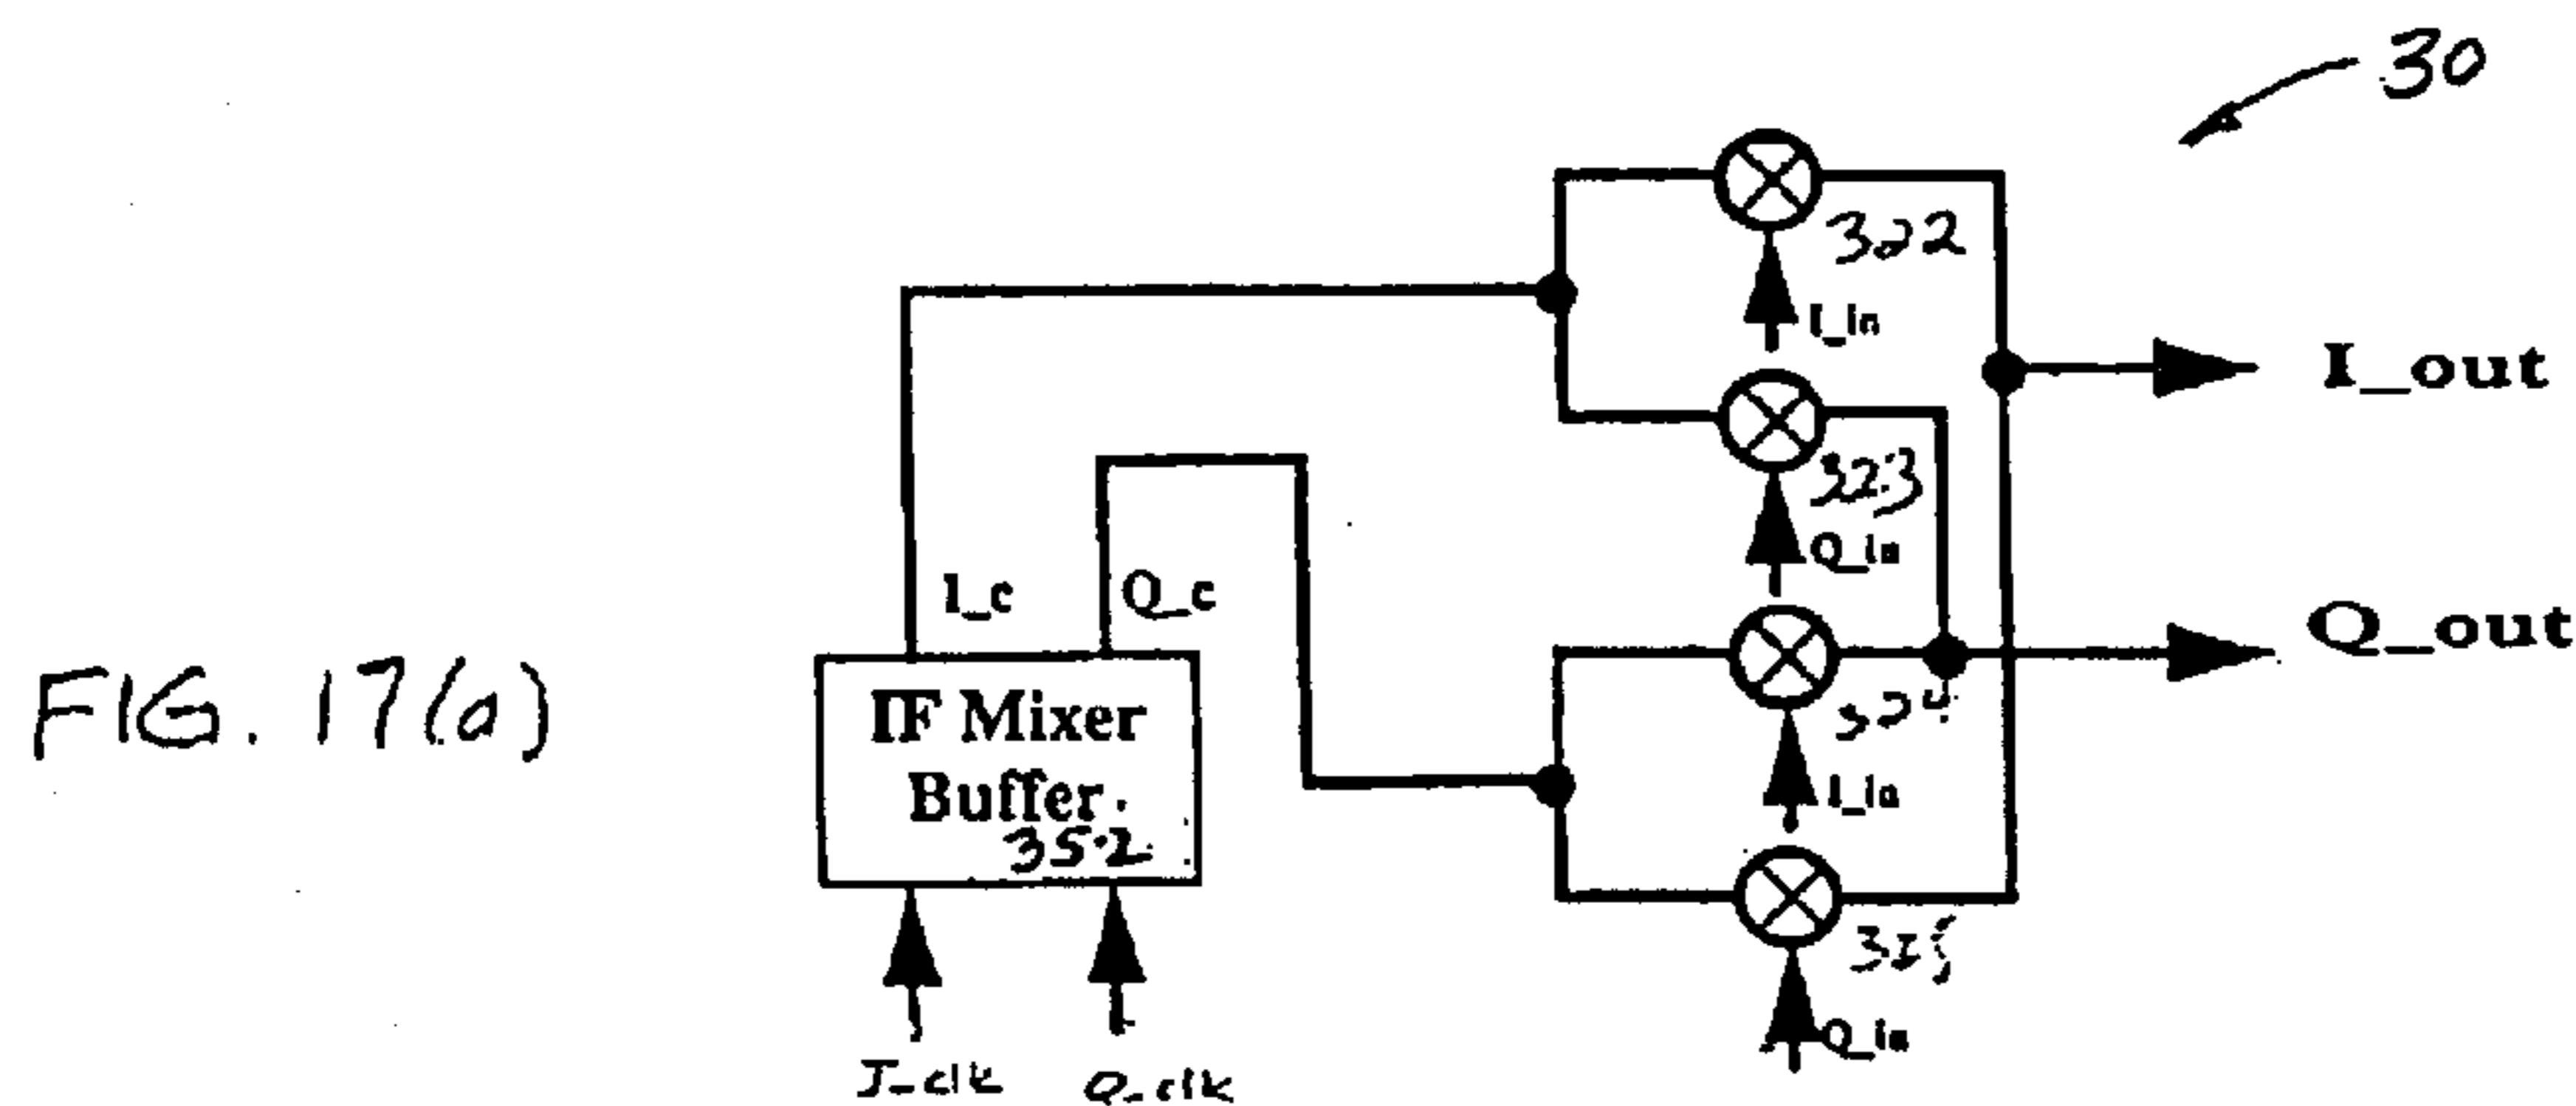 30
322
I_in
I_out
323
Q_in
I_c
Q_c
Q_out
FIG. 17(a)
IF Mixer
Buffer
352
324
I_in
325
Q_in
I-clk
Q-clk